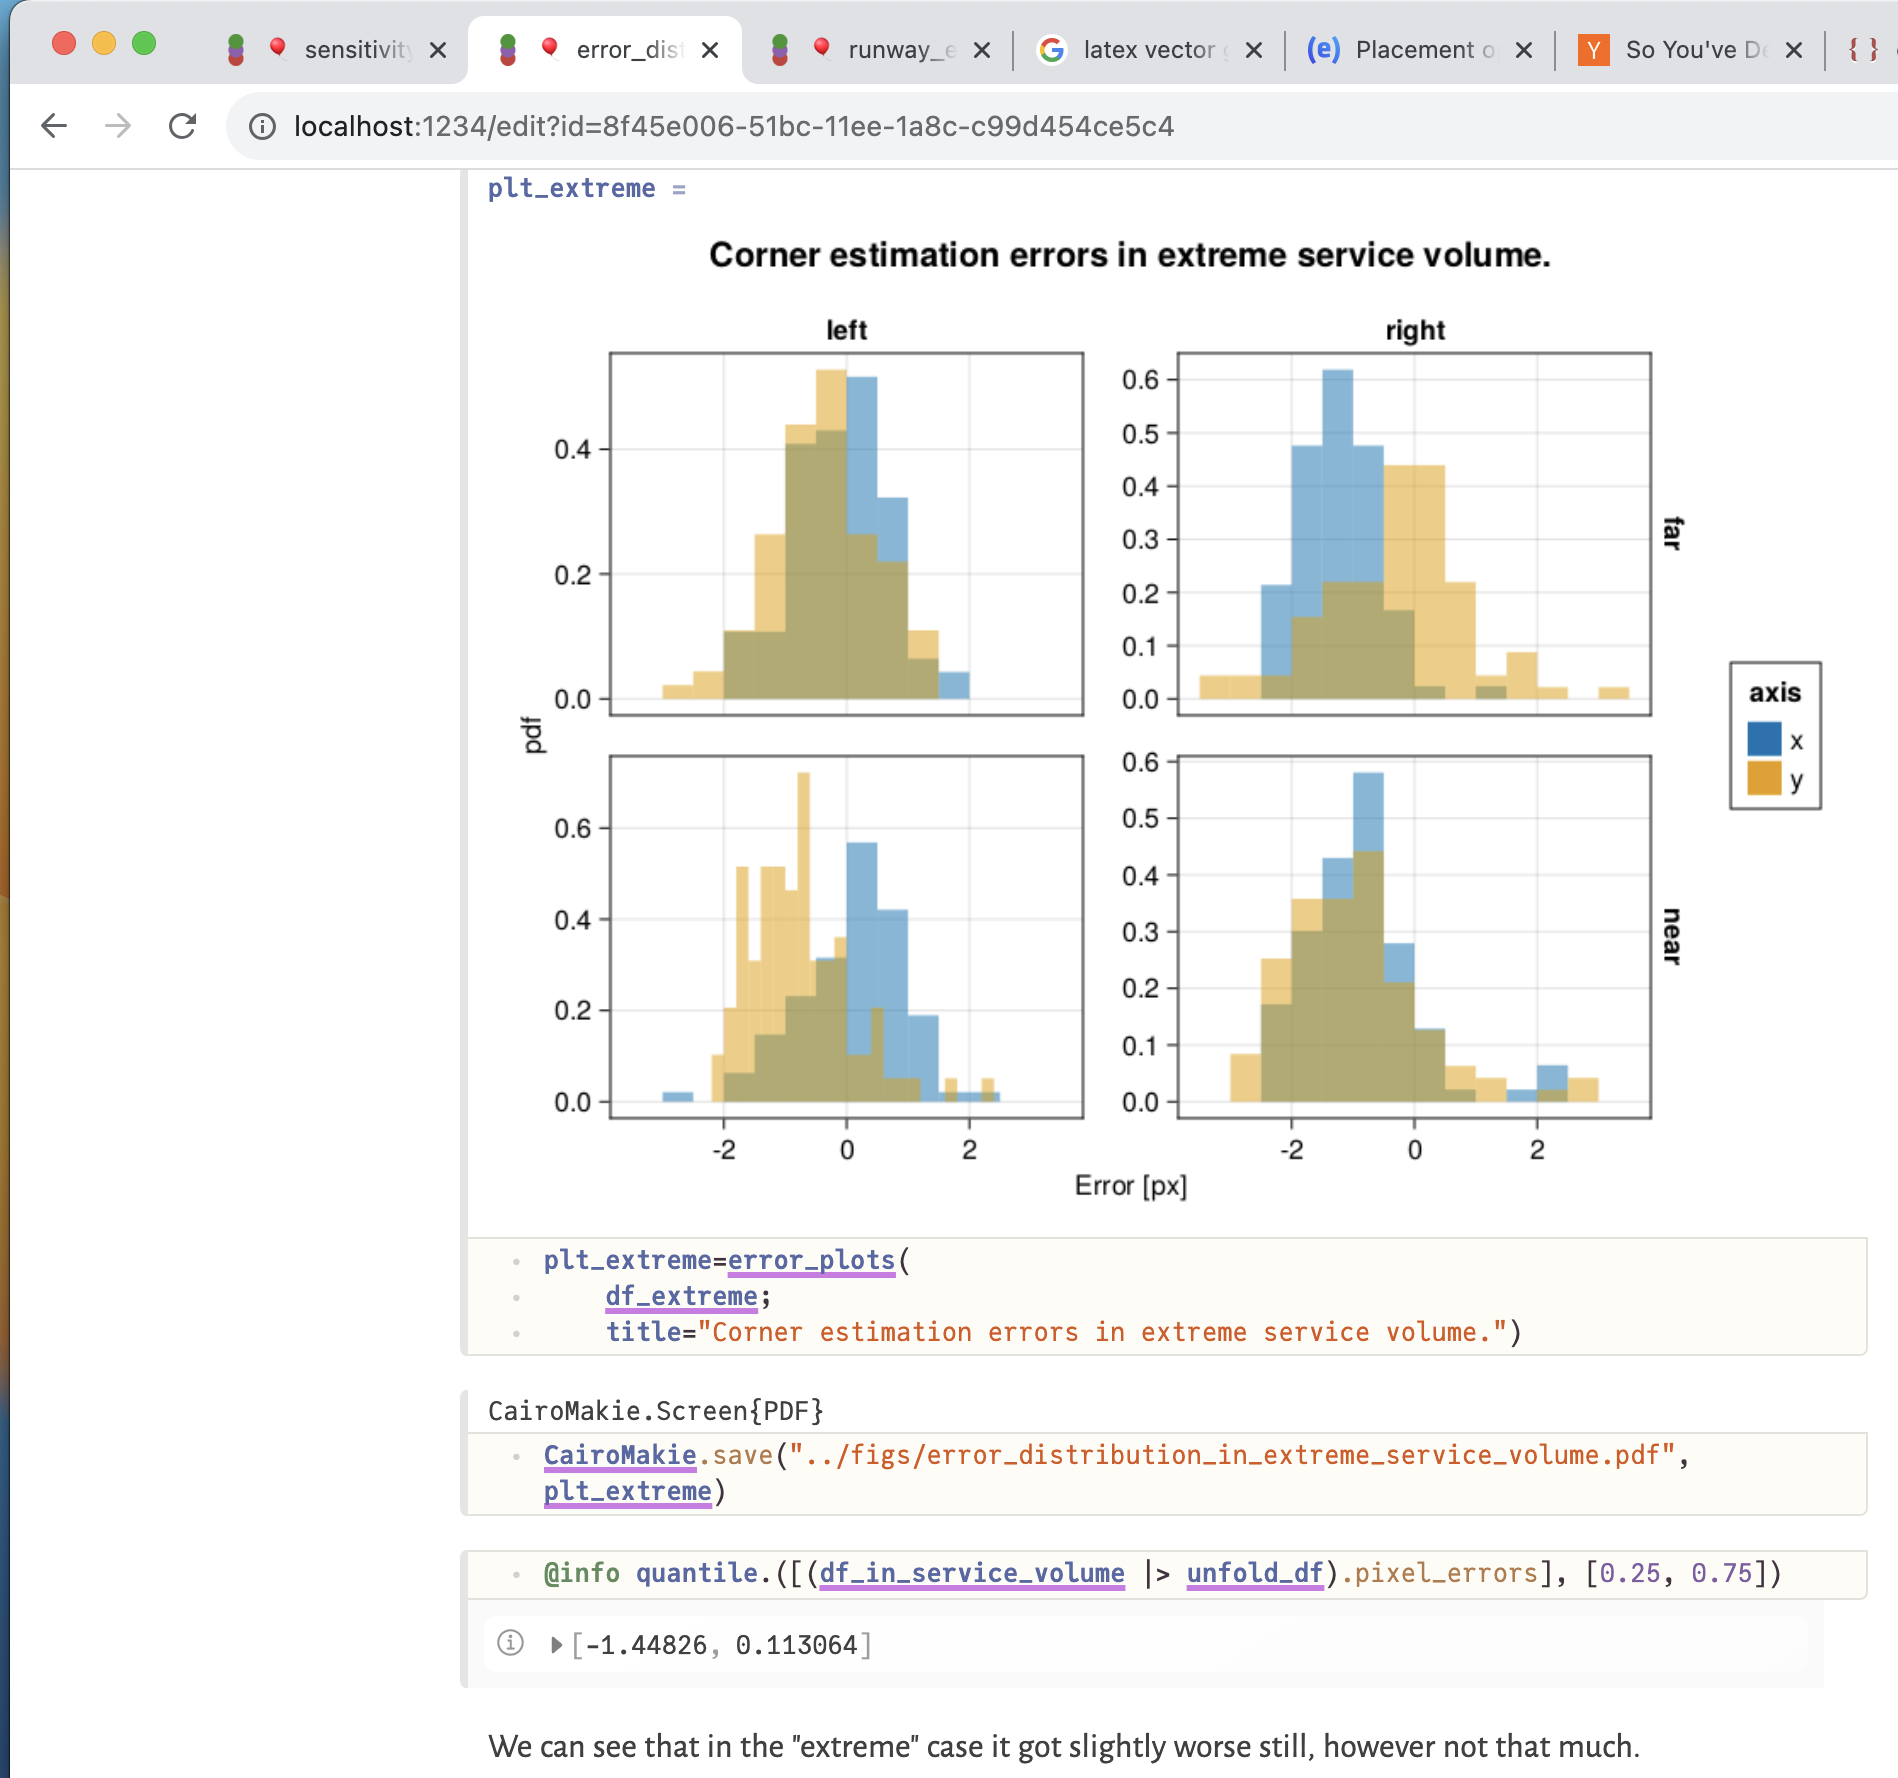 sensitivity
error_dist
runway_e
latex vector
Placement o
So You've De
localhost:1234/edit?id=8f45e006-51bc-11ee-1a8c-c99d454ce5c4
plt_extreme =
Corner estimation errors in extreme service volume.
left
right
0.4
0.2
0.0
0.6
0.5
0.4
0.3
0.2
0.1
0.0
far
pdf
axis
x
y
0.6
0.4
0.2
0.0
0.6
0.5
0.4
0.3
0.2
0.1
0.0
near
-2 0 2
-2 0 2
Error [px]
plt_extreme=error_plots(
df_extreme;
title="Corner estimation errors in extreme service volume.")
CairoMakie.Screen{PDF}
CairoMakie.save("../figs/error_distribution_in_extreme_service_volume.pdf",
plt_extreme)
@info quantile.([(df_in_service_volume |> unfold_df).pixel_errors], [0.25, 0.75])
[-1.44826, 0.113064]
We can see that in the "extreme" case it got slightly worse still, however not that much.